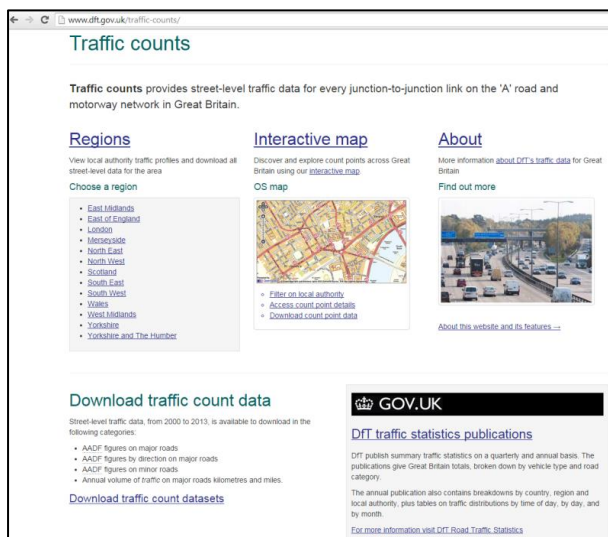 www.dft.gov.uk/traffic-counts/
Traffic counts
Traffic counts provides street-level traffic data for every junction-to-junction link on the 'A' road and
motorway network in Great Britain.
Regions
View local authority traffic profiles and download all
street-level data for the area
Choose a region
East Midlands
East of England
London
Merseyside
North East
North West
Scotland
South East
South West
Wales
West Midlands
Yorkshire
Yorkshire and The Humber
Interactive map
Discover and explore count points across Great
Britain using our interactive map.
OS map
Filter on local authority
Access count point details
Download count point data
About
More information about DfT's traffic data for Great
Britain
Find out more
About this website and its features →
Download traffic count data
Street-level traffic data, from 2000 to 2013, is available to download in the
following categories:
AADF figures on major roads
AADF figures by direction on major roads
AADF figures on minor roads
Annual volume of traffic on major roads kilometres and miles.
Download traffic count datasets
GOV.UK
DfT traffic statistics publications
DfT publish summary traffic statistics on a quarterly and annual basis. The
publications give Great Britain totals, broken down by vehicle type and road
category.
The annual publication also contains breakdowns by country, region and
local authority, plus tables on traffic distributions by time of day, by day, and
by month.
For more information visit DfT Road Traffic Statistics